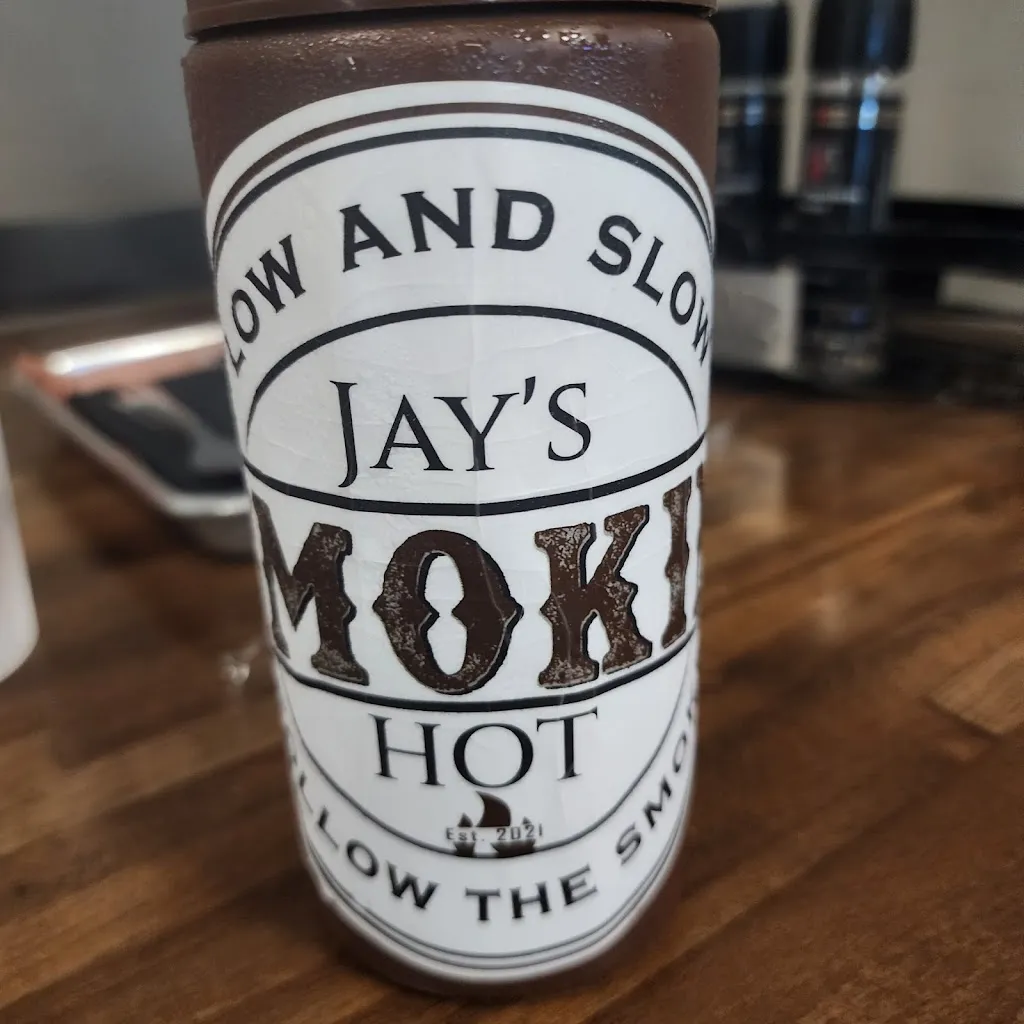 LOW AND SLOW
JAY'S
MOKI
HOT
Est. 2021
LLOW THE SMO